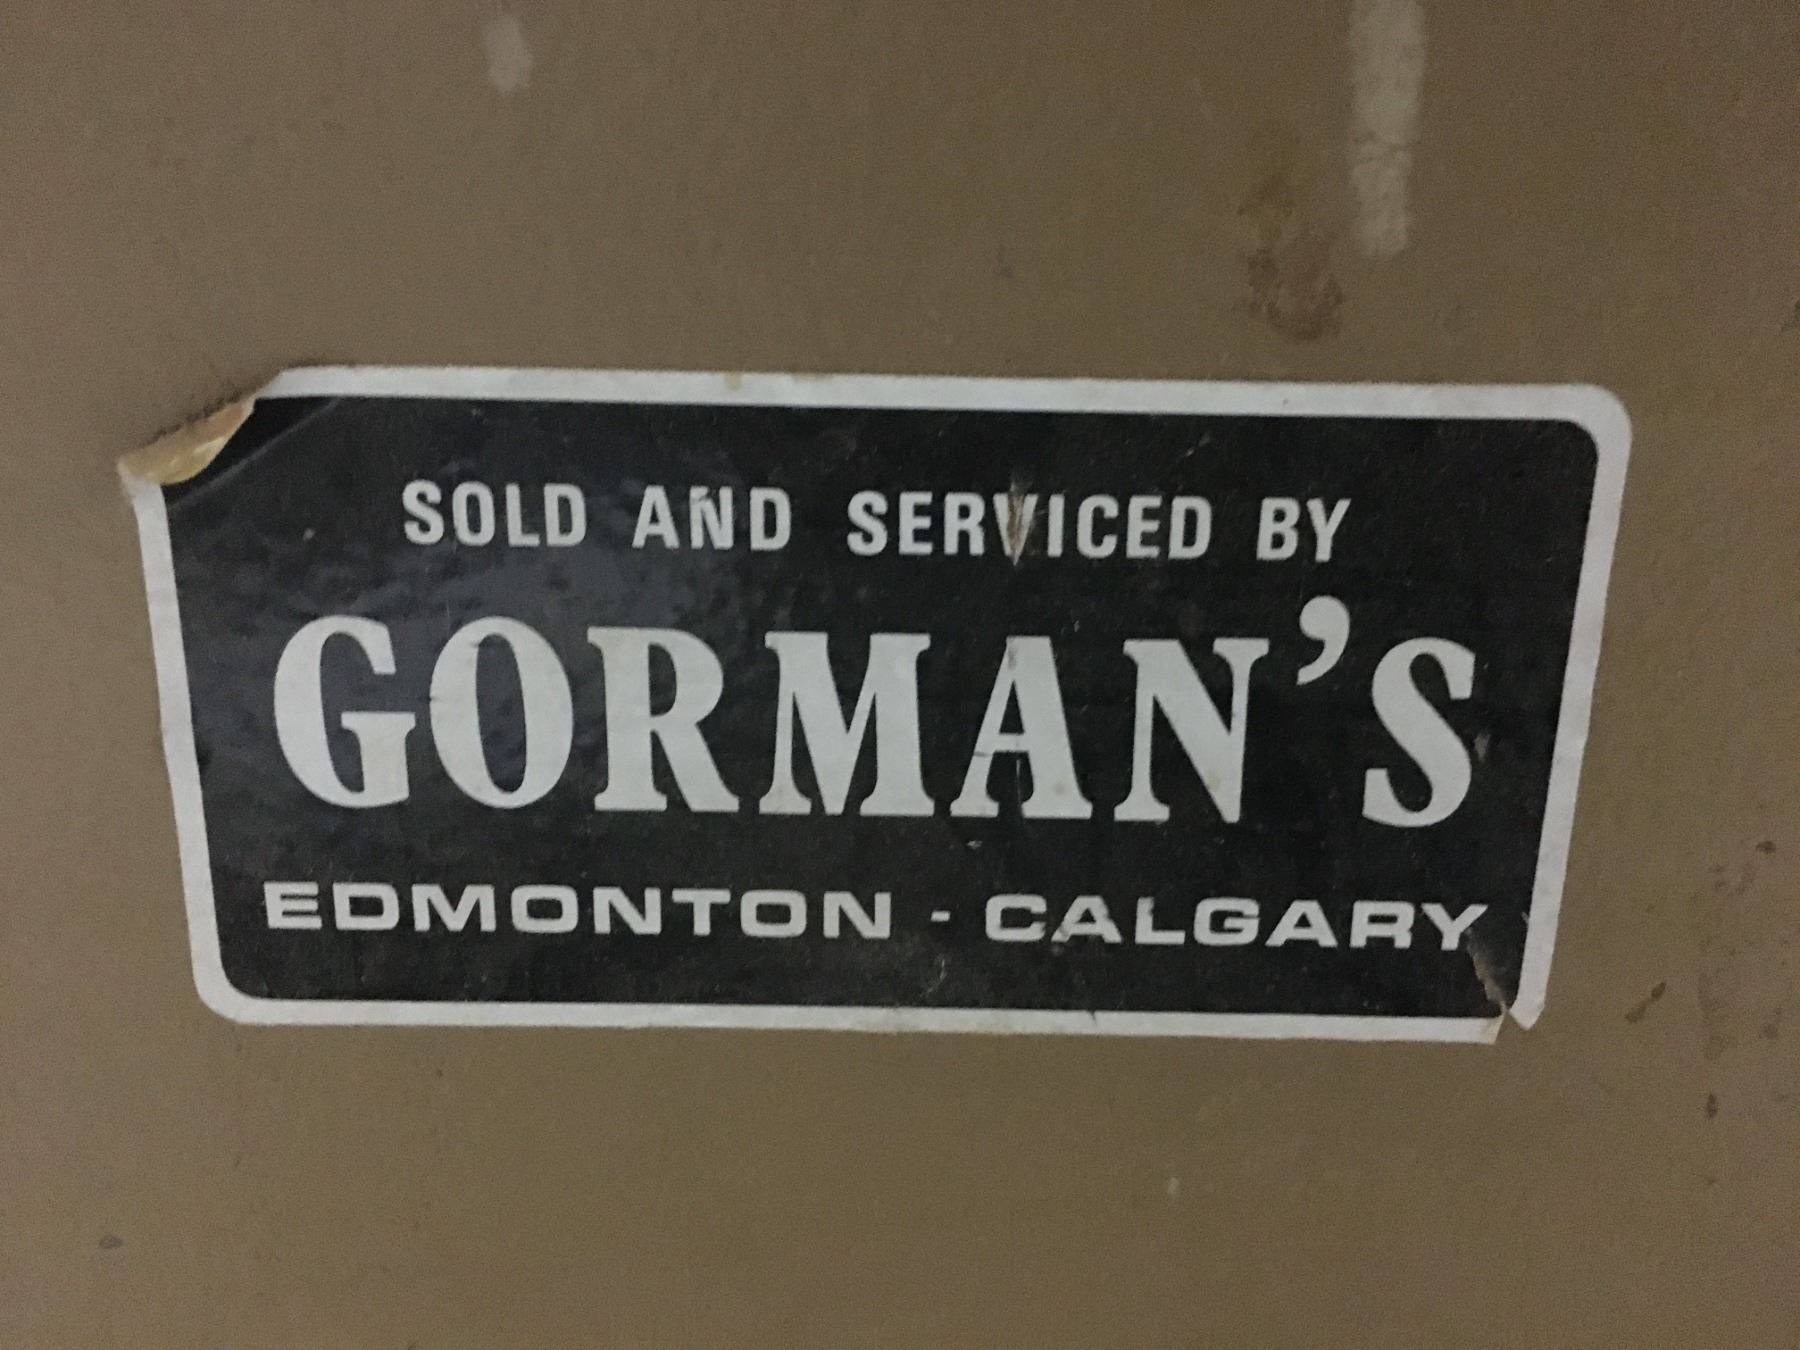 SOLD AND SERVICED BY
GORMAN'S
EDMONTON - CALGARY